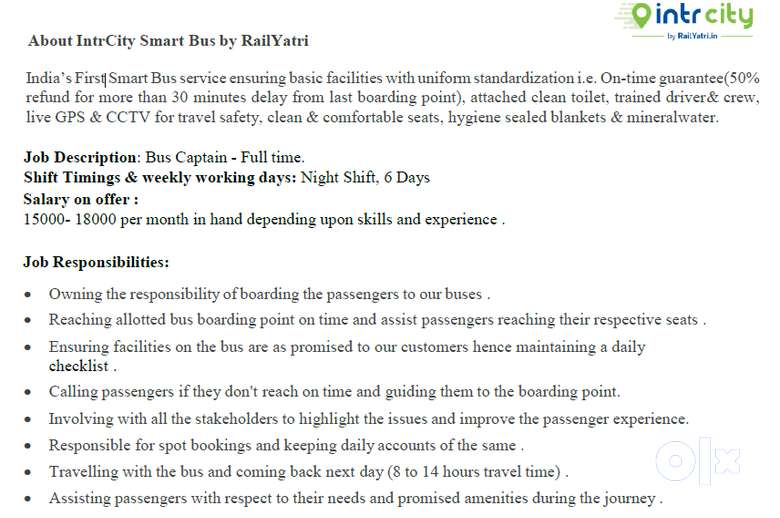 intrcity
by RailYatri.in
About IntrCity Smart Bus by RailYatri
India's First Smart Bus service ensuring basic facilities with uniform standardization i.e. On-time guarantee(50%
refund for more than 30 minutes delay from last boarding point), attached clean toilet, trained driver& crew,
live GPS & CCTV for travel safety, clean & comfortable seats, hygiene sealed blankets & mineralwater.
Job Description: Bus Captain - Full time.
Shift Timings & weekly working days: Night Shift, 6 Days
Salary on offer :
15000- 18000 per month in hand depending upon skills and experience .
Job Responsibilities:
• Owning the responsibility of boarding the passengers to our buses .
• Reaching allotted bus boarding point on time and assist passengers reaching their respective seats .
• Ensuring facilities on the bus are as promised to our customers hence maintaining a daily
checklist .
• Calling passengers if they don't reach on time and guiding them to the boarding point.
• Involving with all the stakeholders to highlight the issues and improve the passenger experience.
• Responsible for spot bookings and keeping daily accounts of the same .
• Travelling with the bus and coming back next day (8 to 14 hours travel time) .
• Assisting passengers with respect to their needs and promised amenities during the journey .
olx